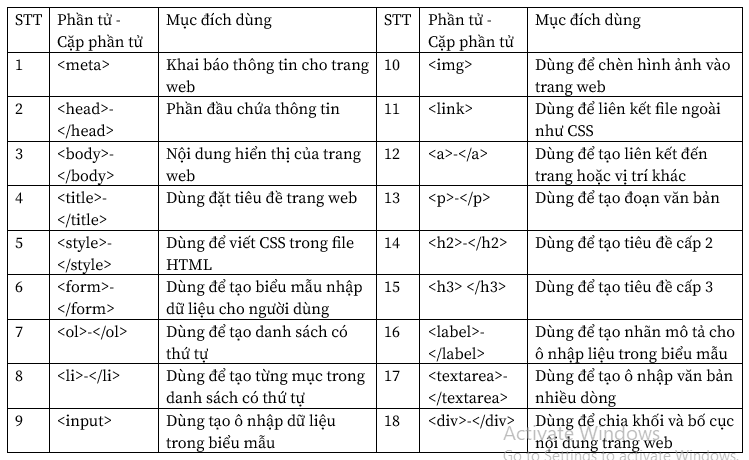 STT Phần tử - Mục đích dùng STT Phần tử - Mục đích dùng
Cặp phần tử Cặp phần tử
1 <meta> Khai báo thông tin cho trang 10 <img> Dùng để chèn hình ảnh vào
web trang web
2 <head>- Phần đầu chứa thông tin 11 <link> Dùng để liên kết file ngoài
</head> như CSS
3 <body>- Nội dung hiển thị của trang 12 <a>-</a> Dùng để tạo liên kết đến
</body> web trang hoặc vị trí khác
4 <title>- Dùng đặt tiêu đề trang web 13 <p>-</p> Dùng để tạo đoạn văn bản
</title>
5 <style>- Dùng để viết CSS trong file 14 <h2>-</h2> Dùng để tạo tiêu đề cấp 2
</style> HTML
6 <form>- Dùng để tạo biểu mẫu nhập 15 <h3> </h3> Dùng để tạo tiêu đề cấp 3
</form> dữ liệu cho người dùng
7 <ol>-</ol> Dùng để tạo danh sách có 16 <label>- Dùng để tạo nhãn mô tả cho
thứ tự </label> ô nhập liệu trong biểu mẫu
8 <li>-</li> Dùng để tạo từng mục trong 17 <textarea>- Dùng để tạo ô nhập văn bản
danh sách có thứ tự </textarea> nhiều dòng
9 <input> Dùng tạo ô nhập dữ liệu 18 <div>-</div> Dùng để chia khối và bố cục
trong biểu mẫu nội dung trang web
Activate Windows
Go to Settings to activate Windows.